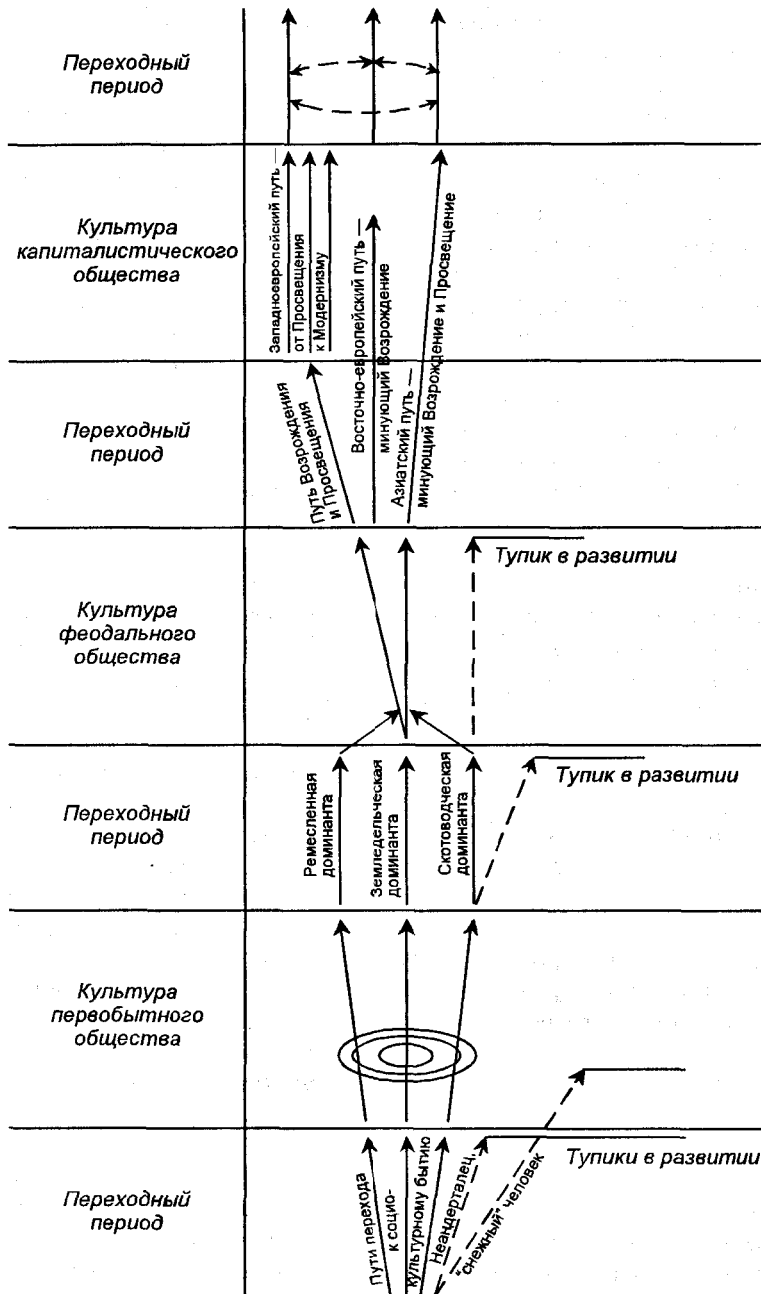 Переходный
период
Культура
капиталистического
общества
Западноевропейский путь —
от Просвещения
к Модернизму
Восточно-европейский путь —
минующий Возрождение
Азиатский путь —
минующий Возрождение и Просвещение
Переходный
период
Путь Возрождения
и Просвещения
Культура
феодального
общества
Тупик в развитии
Переходный
период
Ремесленная
доминанта
Земледельческая
доминанта
Скотоводческая
доминанта
Тупик в развитии
Культура
первобытного
общества
Переходный
период
Пути перехода
к социо-
культурному бытию
Неандерталец
"снежный" человек
Тупики в развитии